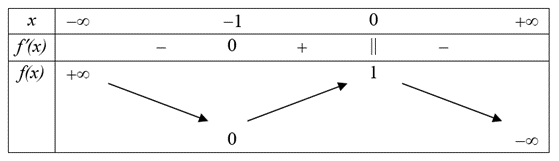 x −∞ −1 0 +∞
f′(x) − 0 + || −
f(x) +∞ 1
0 −∞